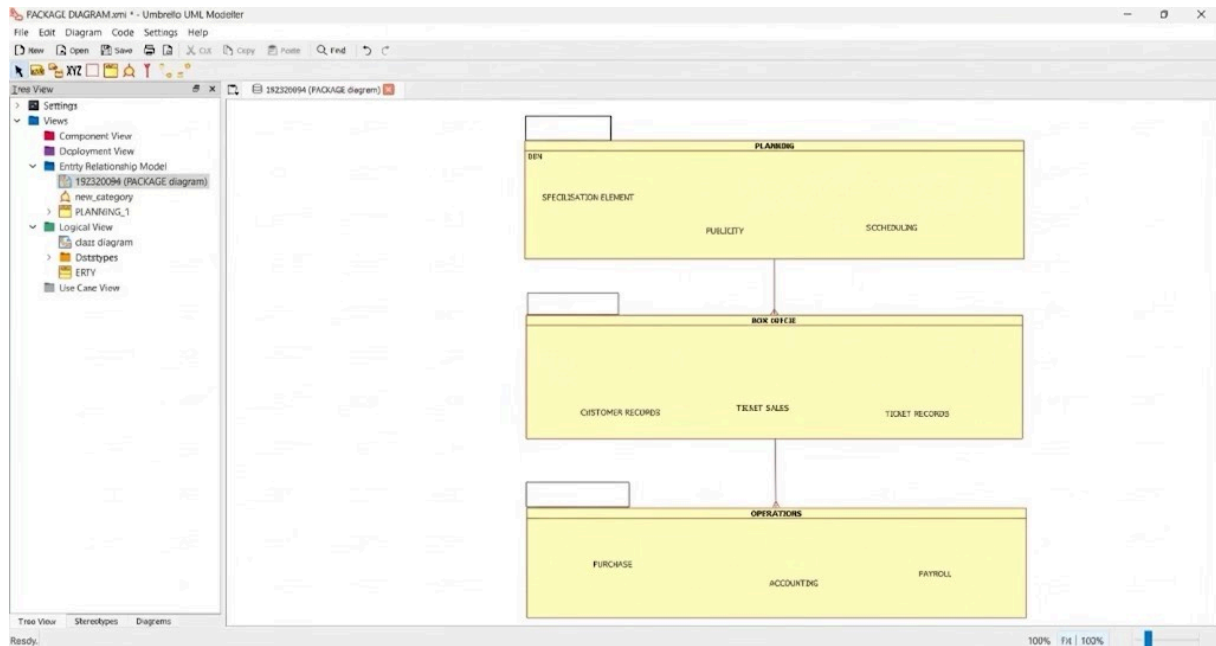 PACKAGE DIAGRAM.xmi * - Umbrello UML Modeller
File Edit Diagram Code Settings Help
New Open Save Cut Copy Paste Find
XYZ
Tree View
192320094 (PACKAGE diagram)
Settings
Views
Component View
Deployment View
Entity Relationship Model
192320094 (PACKAGE diagram)
new_category
PLANNING_1
Logical View
class diagram
Datatypes
ERTY
Use Case View
PLANNING
SPECILISATION ELEMENT
PUBLICITY
SCCHEDULING
BOX OFFCIE
CUSTOMER RECORDS
TICKET SALES
TICKET RECORDS
OPERATIONS
PURCHASE
ACCOUNTING
PAYROLL
Tree View Stereotypes Diagrams
Ready.
100% Fit 100%